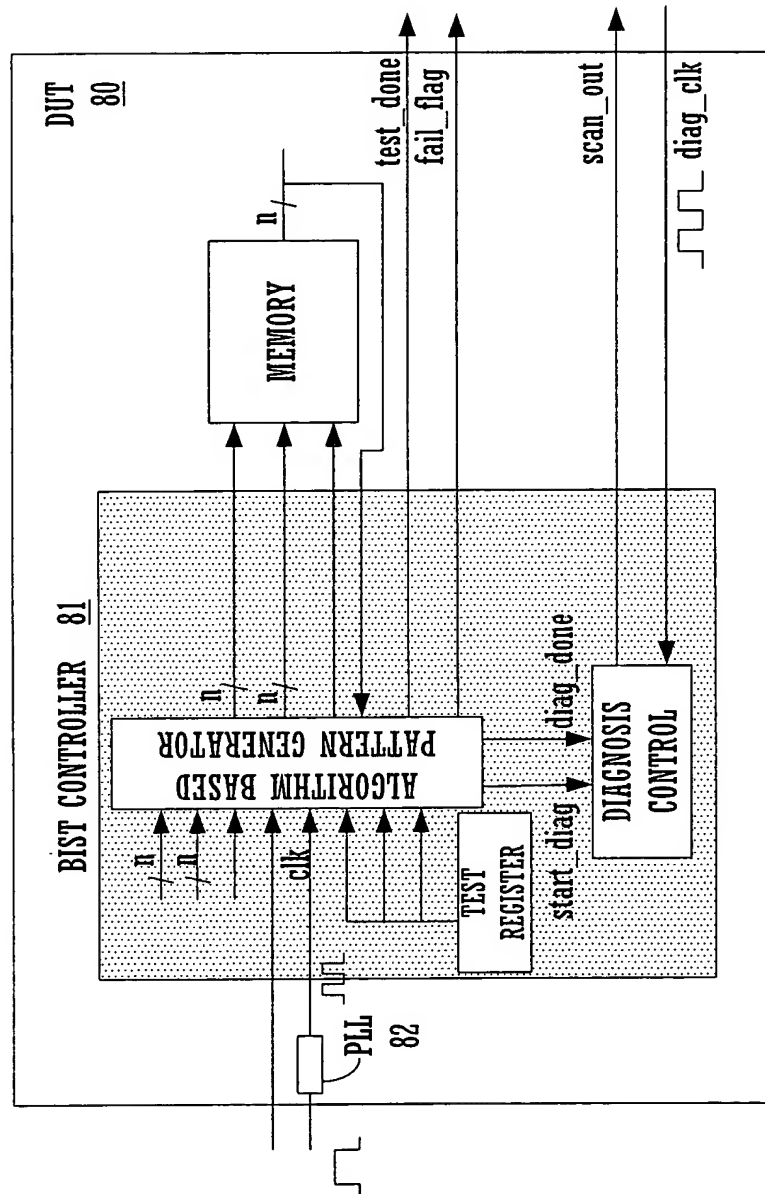 DUT
80
BIST CONTROLLER 81
n
n
clk
ALGORITHM BASED
PATTERN GENERATOR
n
n
MEMORY
n
test_done
fail_flag
TEST
REGISTER
start_diag
diag_done
DIAGNOSIS
CONTROL
scan_out
diag_clk
PLL
82